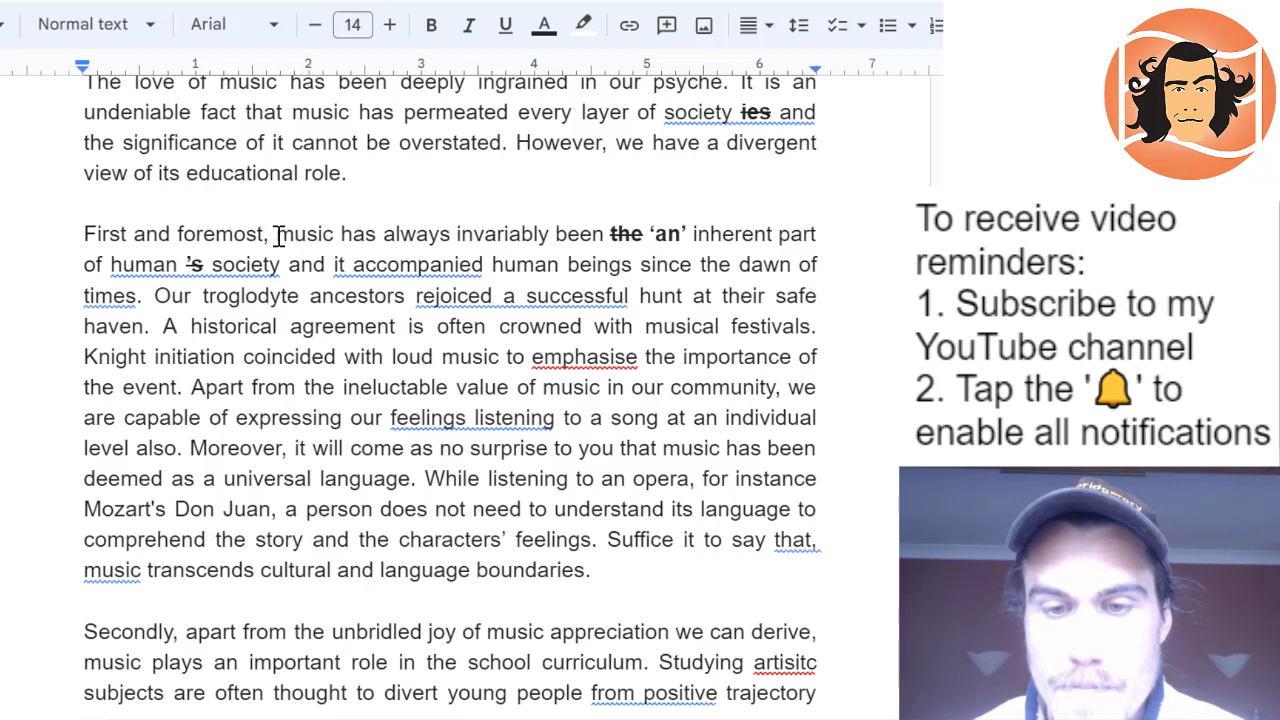 Normal text
Arial
14
B I U A
1 2 3 4 5 6 7
The love of music has been deeply ingrained in our psyche. It is an
undeniable fact that music has permeated every layer of society ies and
the significance of it cannot be overstated. However, we have a divergent
view of its educational role.
First and foremost, music has always invariably been the ‘an’ inherent part
of human ’s society and it accompanied human beings since the dawn of
times. Our troglodyte ancestors rejoiced a successful hunt at their safe
haven. A historical agreement is often crowned with musical festivals.
Knight initiation coincided with loud music to emphasise the importance of
the event. Apart from the ineluctable value of music in our community, we
are capable of expressing our feelings listening to a song at an individual
level also. Moreover, it will come as no surprise to you that music has been
deemed as a universal language. While listening to an opera, for instance
Mozart's Don Juan, a person does not need to understand its language to
comprehend the story and the characters’ feelings. Suffice it to say that,
music transcends cultural and language boundaries.
Secondly, apart from the unbridled joy of music appreciation we can derive,
music plays an important role in the school curriculum. Studying artisitc
subjects are often thought to divert young people from positive trajectory
To receive video
reminders:
1. Subscribe to my
YouTube channel
2. Tap the '🔔' to
enable all notifications